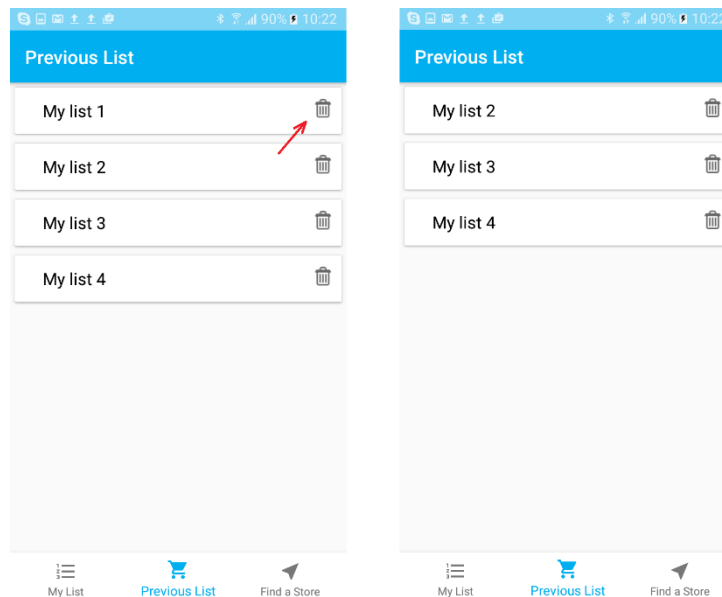 90% 10:22
Previous List
My list 1
My list 2
My list 3
My list 4
My List
Previous List
Find a Store
90% 10:22
Previous List
My list 2
My list 3
My list 4
My List
Previous List
Find a Store